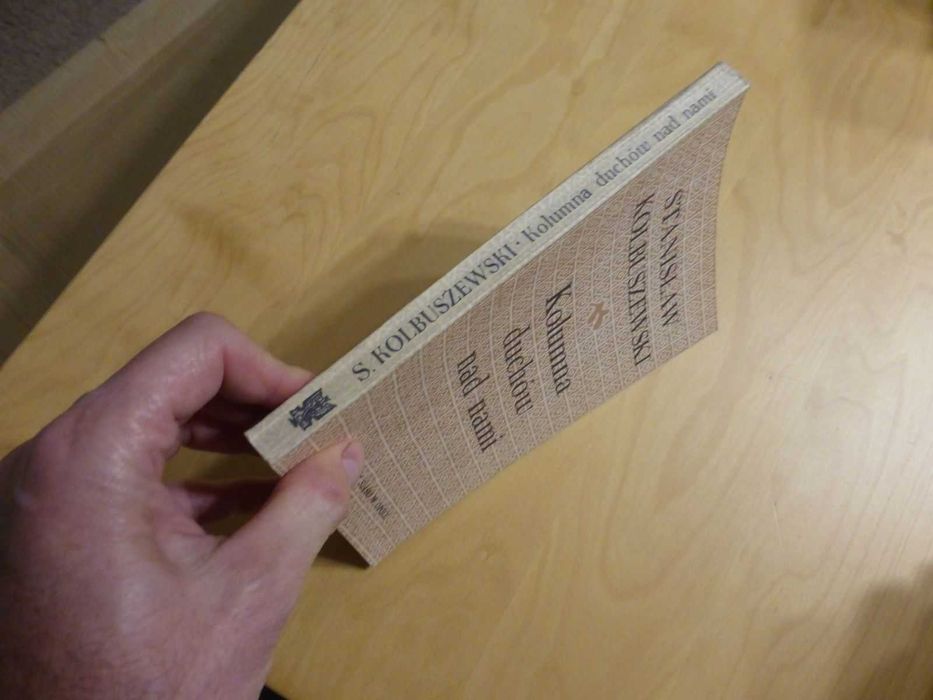 S. KOLBUSZEWSKI · Kolumna duchów nad nami
STANISŁAW
KOLBUSZEWSKI
Kolumna
duchów
nad nami